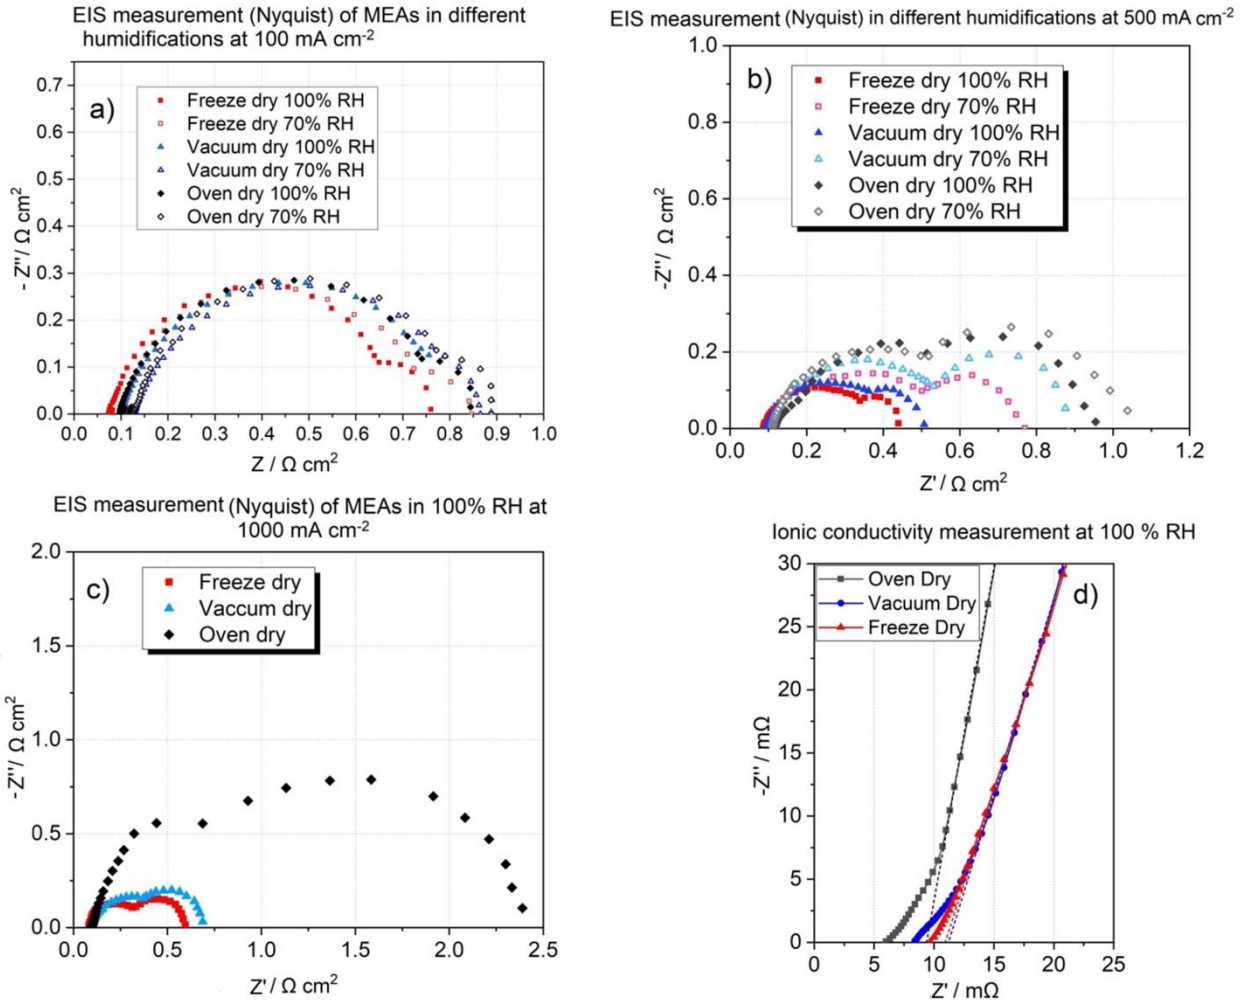 EIS measurement (Nyquist) of MEAs in different
humidifications at 100 mA cm-2
a)
Freeze dry 100% RH
Freeze dry 70% RH
Vacuum dry 100% RH
Vacuum dry 70% RH
Oven dry 100% RH
Oven dry 70% RH
- Z''/ Ω cm2
0.7
0.6
0.5
0.4
0.3
0.2
0.1
0.0
0.0 0.1 0.2 0.3 0.4 0.5 0.6 0.7 0.8 0.9 1.0
Z / Ω cm2
EIS measurement (Nyquist) in different humidifications at 500 mA cm-2
b)
Freeze dry 100% RH
Freeze dry 70% RH
Vacuum dry 100% RH
Vacuum dry 70% RH
Oven dry 100% RH
Oven dry 70% RH
-Z''/ Ω cm2
1.0
0.8
0.6
0.4
0.2
0.0
0.0 0.2 0.4 0.6 0.8 1.0 1.2
Z' / Ω cm2
EIS measurement (Nyquist) of MEAs in 100% RH at
1000 mA cm-2
c)
Freeze dry
Vaccum dry
Oven dry
-Z''/ Ω cm2
2.0
1.5
1.0
0.5
0.0
0.0 0.5 1.0 1.5 2.0 2.5
Z' / Ω cm2
Ionic conductivity measurement at 100 % RH
d)
Oven Dry
Vacuum Dry
Freeze Dry
-Z''/ mΩ
30
25
20
15
10
5
0
0 5 10 15 20 25
Z' / mΩ